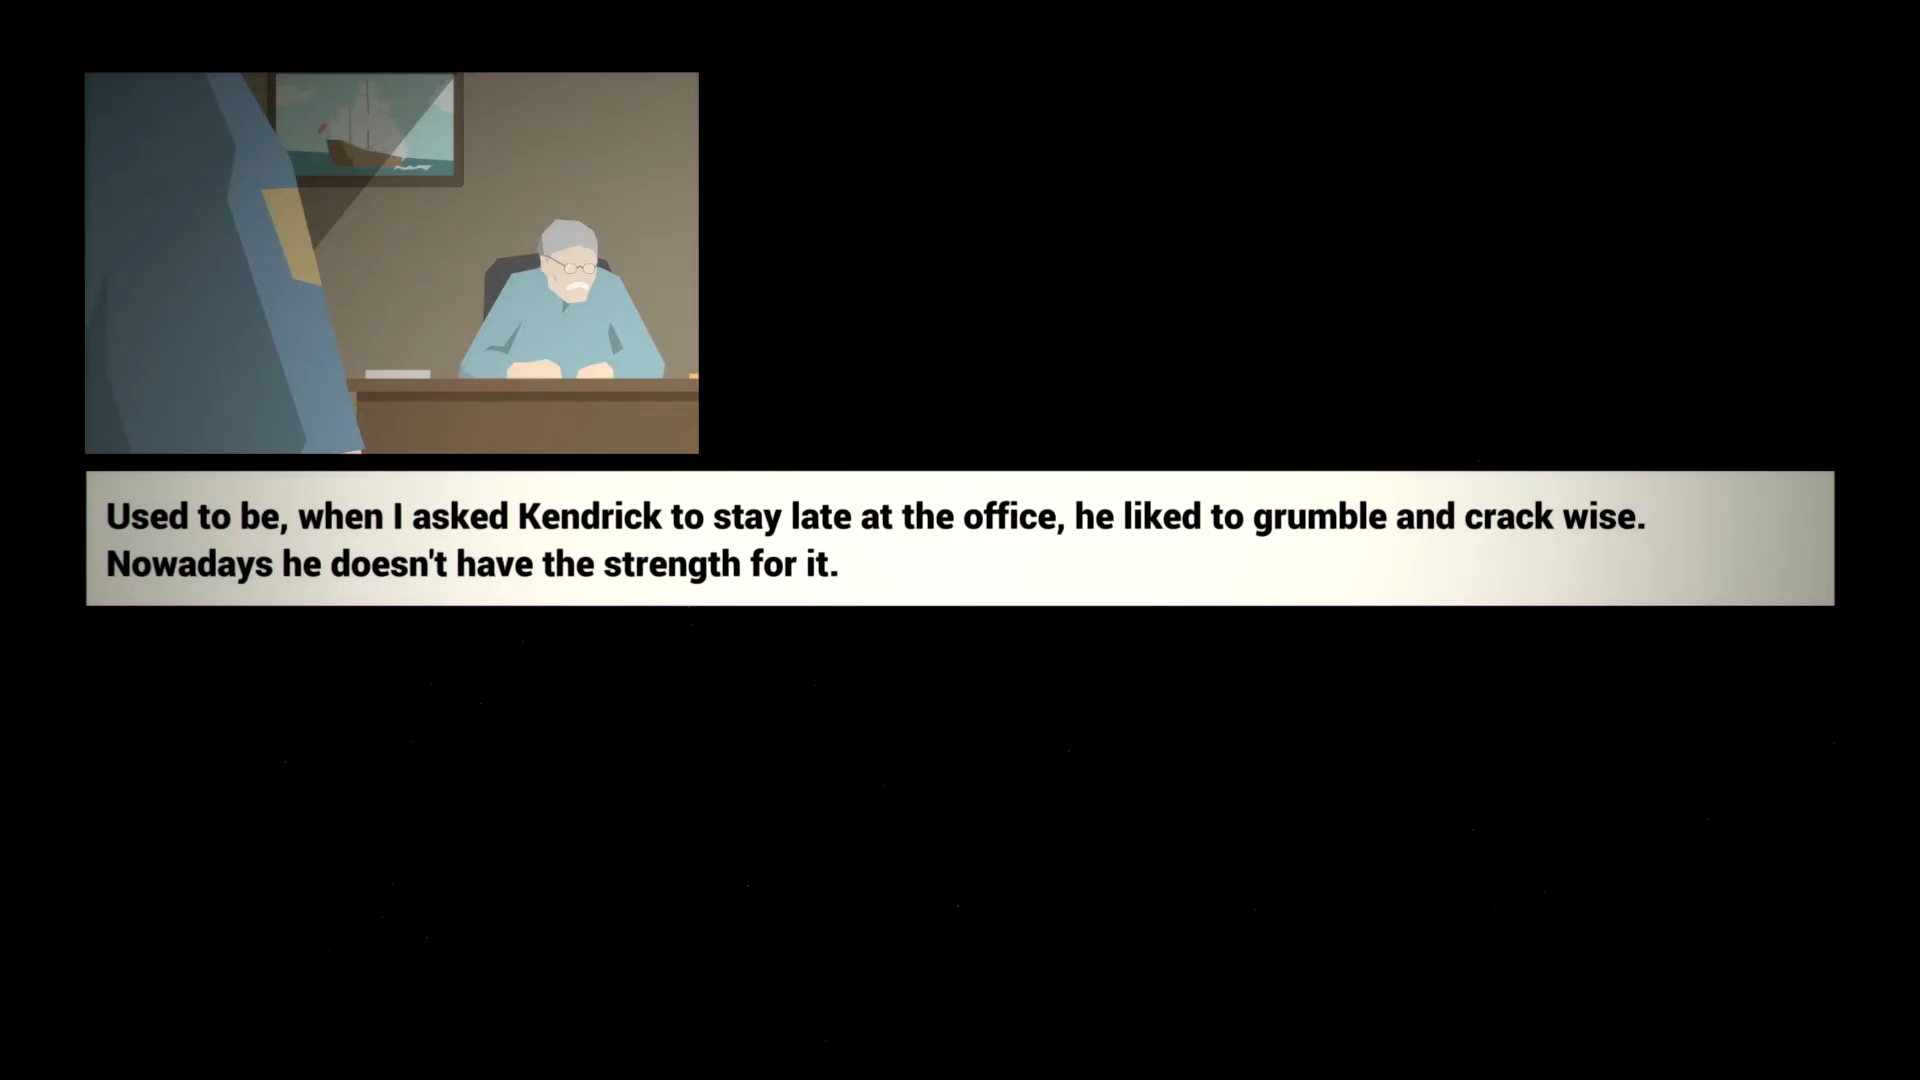 Used to be, when I asked Kendrick to stay late at the office, he liked to grumble and crack wise.
Nowadays he doesn't have the strength for it.